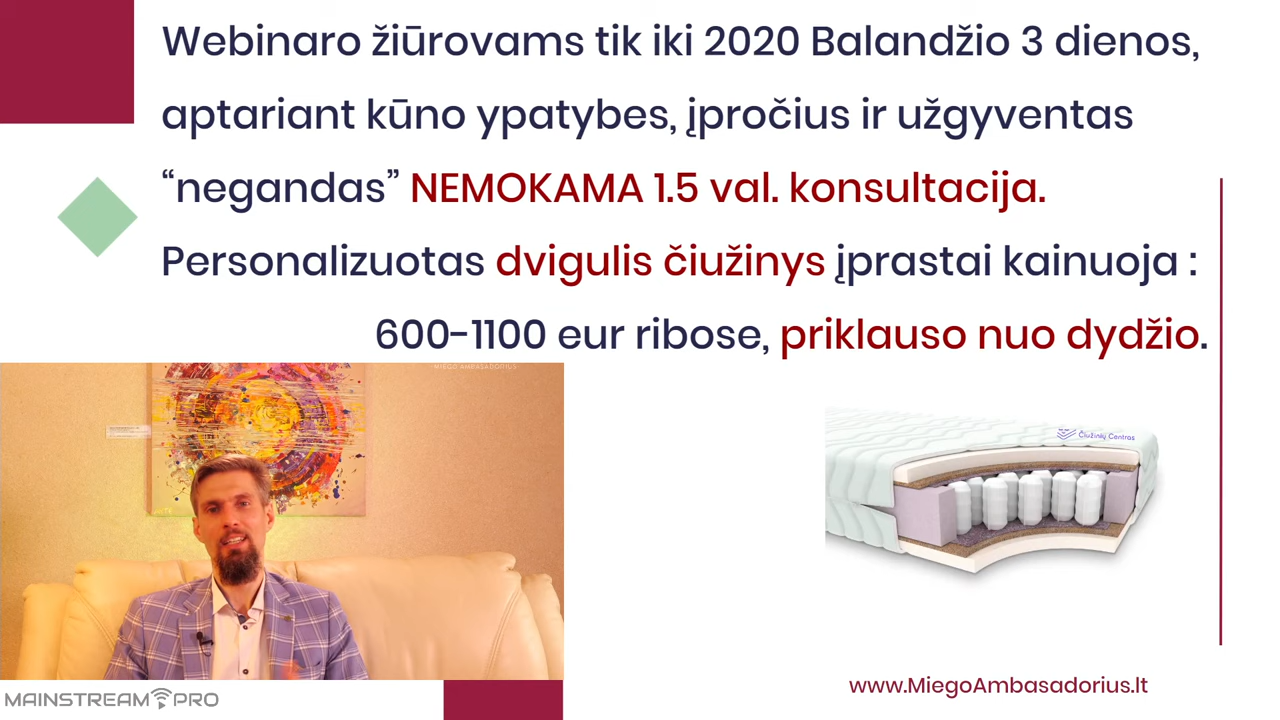 Webinaro žiūrovams tik iki 2020 Balandžio 3 dienos,
aptariant kūno ypatybes, įpročius ir užgyventas
“negandas” NEMOKAMA 1.5 val. konsultacija.
Personalizuotas dvigulis čiužinys įprastai kainuoja :
600-1100 eur ribose, priklauso nuo dydžio.
MIEGO AMBASADORIUS
Čiužinių Centras
www.MiegoAmbasadorius.lt
MAINSTREAM PRO